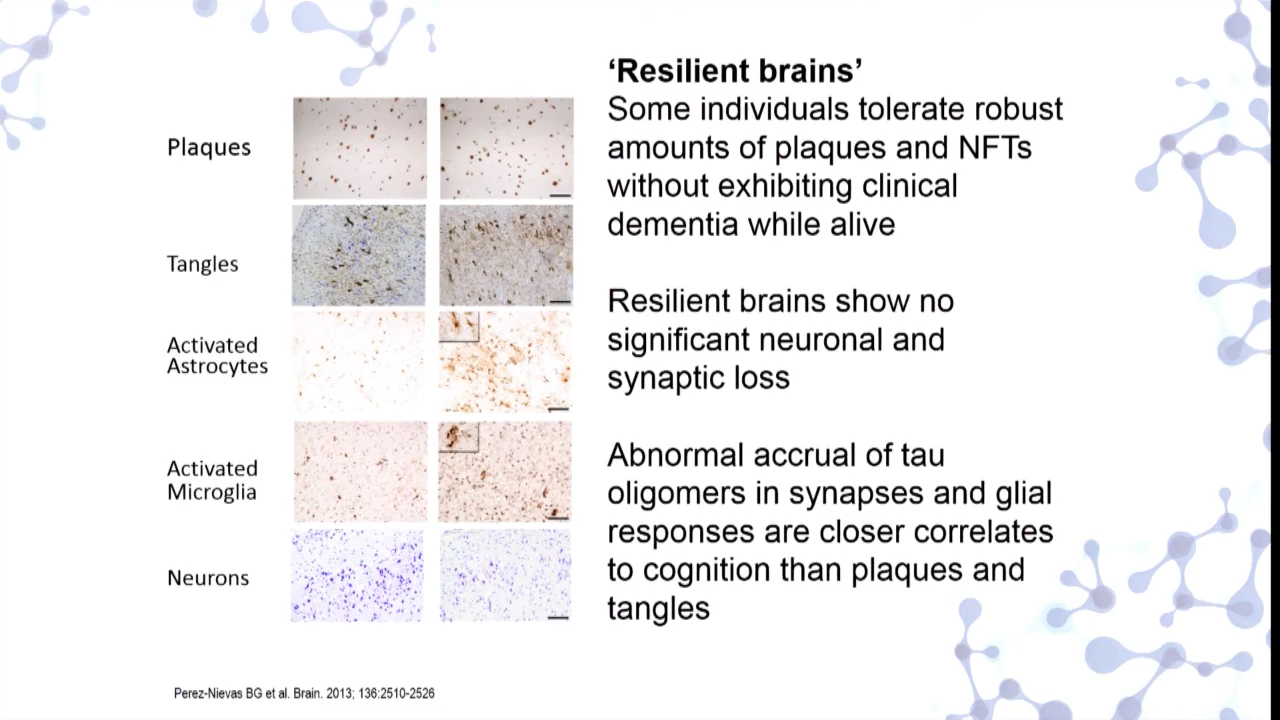 ‘Resilient brains’
Some individuals tolerate robust
amounts of plaques and NFTs
without exhibiting clinical
dementia while alive
Resilient brains show no
significant neuronal and
synaptic loss
Abnormal accrual of tau
oligomers in synapses and glial
responses are closer correlates
to cognition than plaques and
tangles
Plaques
Tangles
Activated
Astrocytes
Activated
Microglia
Neurons
Perez-Nievas BG et al. Brain. 2013; 136:2510-2526